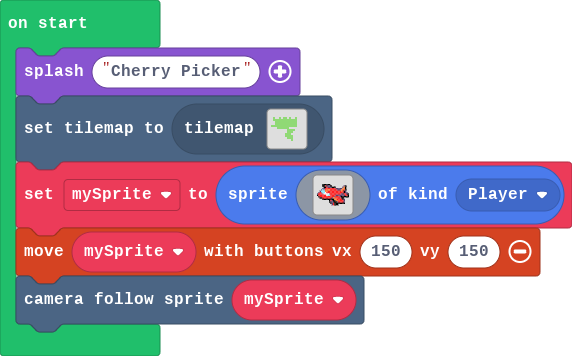 on start
splash "Cherry Picker"
set tilemap to tilemap
set mySprite to sprite of kind Player
move mySprite with buttons vx 150 vy 150
camera follow sprite mySprite